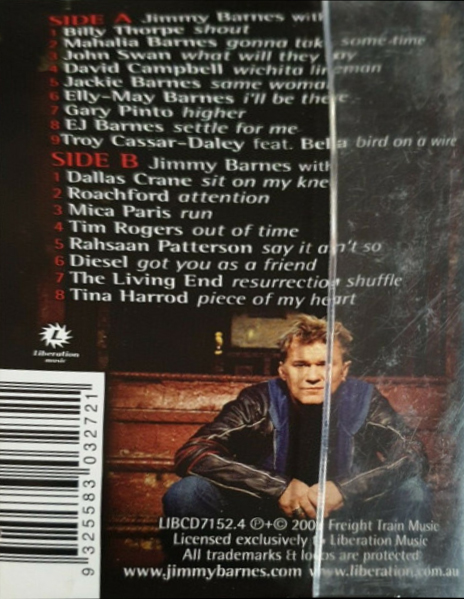 SIDE A Jimmy Barnes with
1 Billy Thorpe shout
2 Mahalia Barnes gonna take some time
3 John Swan what will they say
4 David Campbell wichita lineman
5 Jackie Barnes same woman
6 Elly-May Barnes i'll be there
7 Gary Pinto higher
8 EJ Barnes settle for me
9 Troy Cassar-Daley feat. Bella bird on a wire
SIDE B Jimmy Barnes with
1 Dallas Crane sit on my knee
2 Roachford attention
3 Mica Paris run
4 Tim Rogers out of time
5 Rahsaan Patterson say it ain't so
6 Diesel got you as a friend
7 The Living End resurrection shuffle
8 Tina Harrod piece of my heart
Liberation
music
9 325583 032721
LIBCD7152.4 ℗+© Freight Train Music
Licensed exclusively to Liberation Music
All trademarks & logos are protected
www.jimmybarnes.com www.liberation.com.au